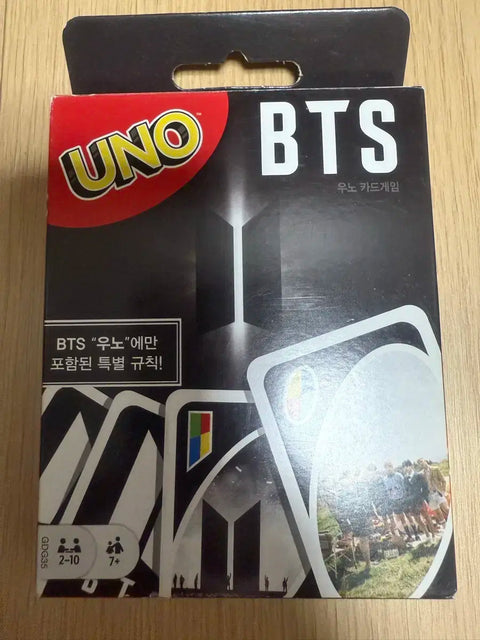 UNO
™
BTS
우노 카드게임
BTS “우노”에만
포함된 특별 규칙!
GDG35
2–10
7+